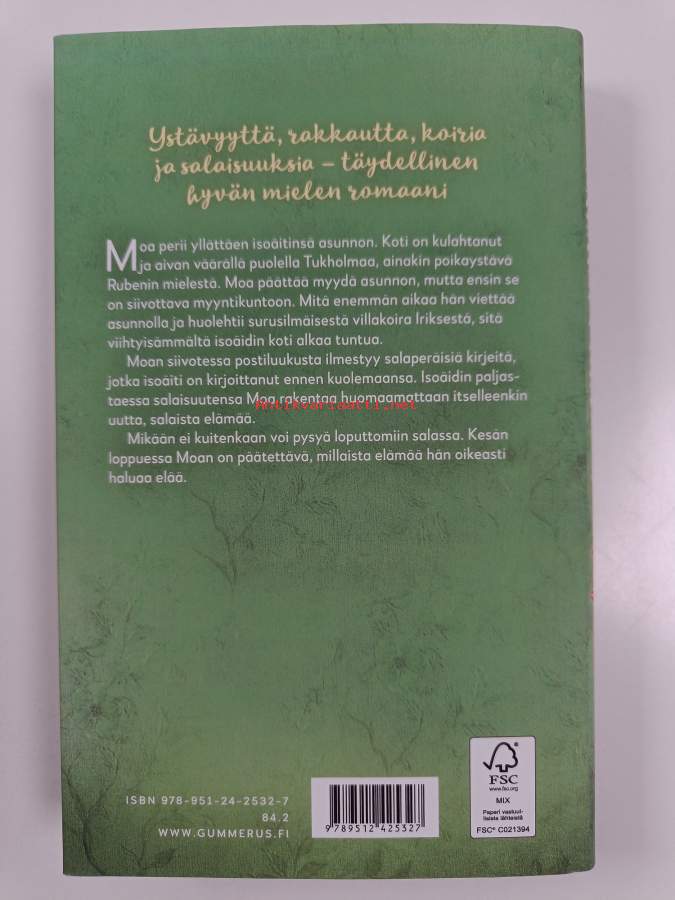 Ystävyyttä, rakkautta, koiria
ja salaisuuksia – täydellinen
hyvän mielen romaani
Moa perii yllättäen isoäitinsä asunnon. Koti on kulahtanut
ja aivan väärällä puolella Tukholmaa, ainakin poikaystävä
Rubenin mielestä. Moa päättää myydä asunnon, mutta ensin se
on siivottava myyntikuntoon. Mitä enemmän aikaa hän viettää
asunnolla ja huolehtii surusilmäisestä villakoira Iriksestä, sitä
viihtyisämmältä isoäidin koti alkaa tuntua.
Moan siivotessa postiluukusta ilmestyy salaperäisiä kirjeitä,
jotka isoäiti on kirjoittanut ennen kuolemaansa. Isoäidin paljas-
taessa salaisuutensa Moa rakentaa huomaamattaan itselleenkin
Antikvariaatti.net
uutta, salaista elämää.
Mikään ei kuitenkaan voi pysyä loputtomiin salassa. Kesän
loppuessa Moan on päätettävä, millaista elämää hän oikeasti
haluaa elää.
ISBN 978-951-24-2532-7
84.2
WWW.GUMMERUS.FI
9 789512 425327
FSC
www.fsc.org
MIX
Paperi vastuul-
lisista lähteistä
FSC® C021394